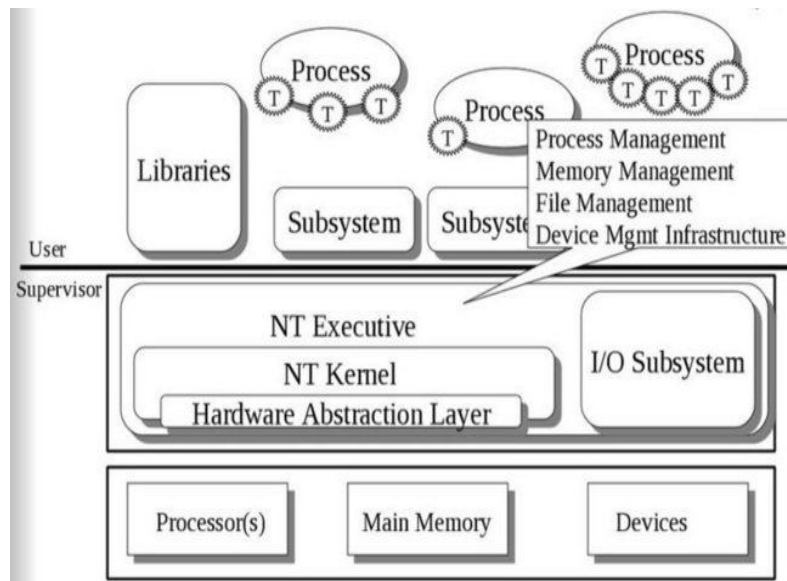 Process
T
T
T
Process
T
Process
T
T
T
T
T
Libraries
Process Management
Memory Management
File Management
Device Mgmt Infrastructure
Subsystem
Subsyste
User
Supervisor
NT Executive
NT Kernel
Hardware Abstraction Layer
I/O Subsystem
Processor(s)
Main Memory
Devices